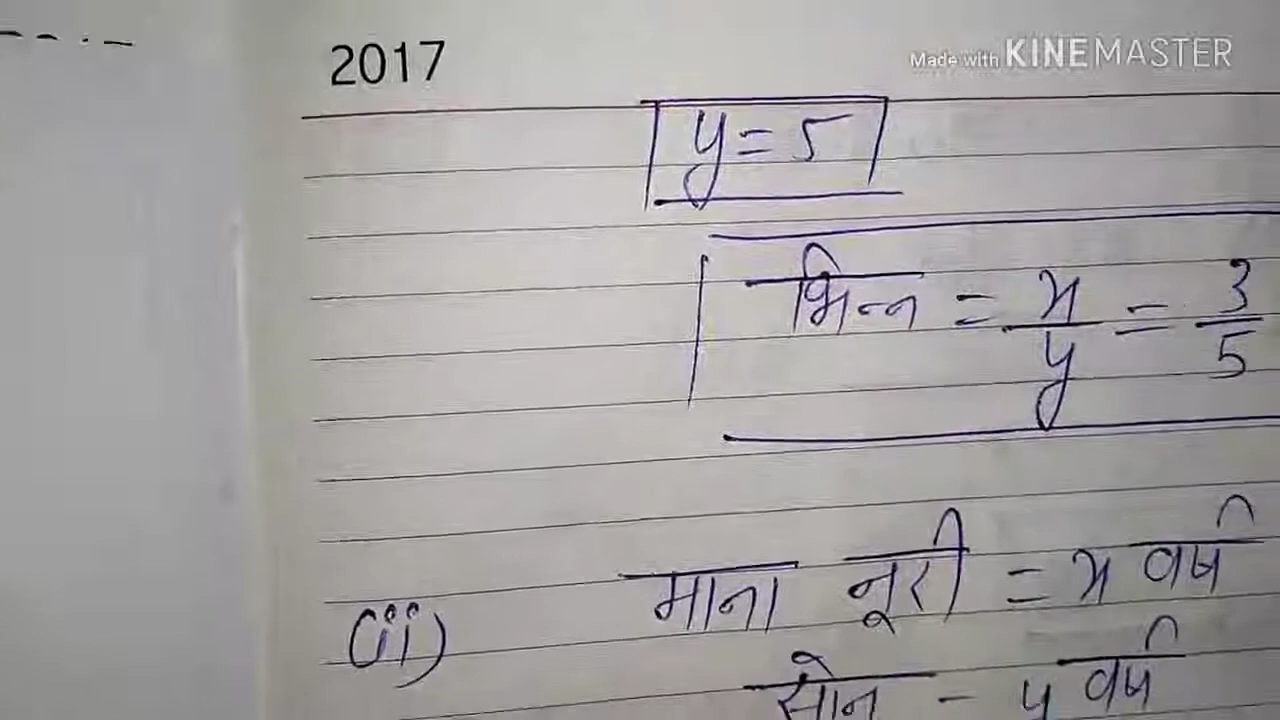 2017
Made with KINEMASTER
y = 5
भिन्न = x/y = 3/5
(ii) माना नूरी = x वर्ष
सोनू = y वर्ष